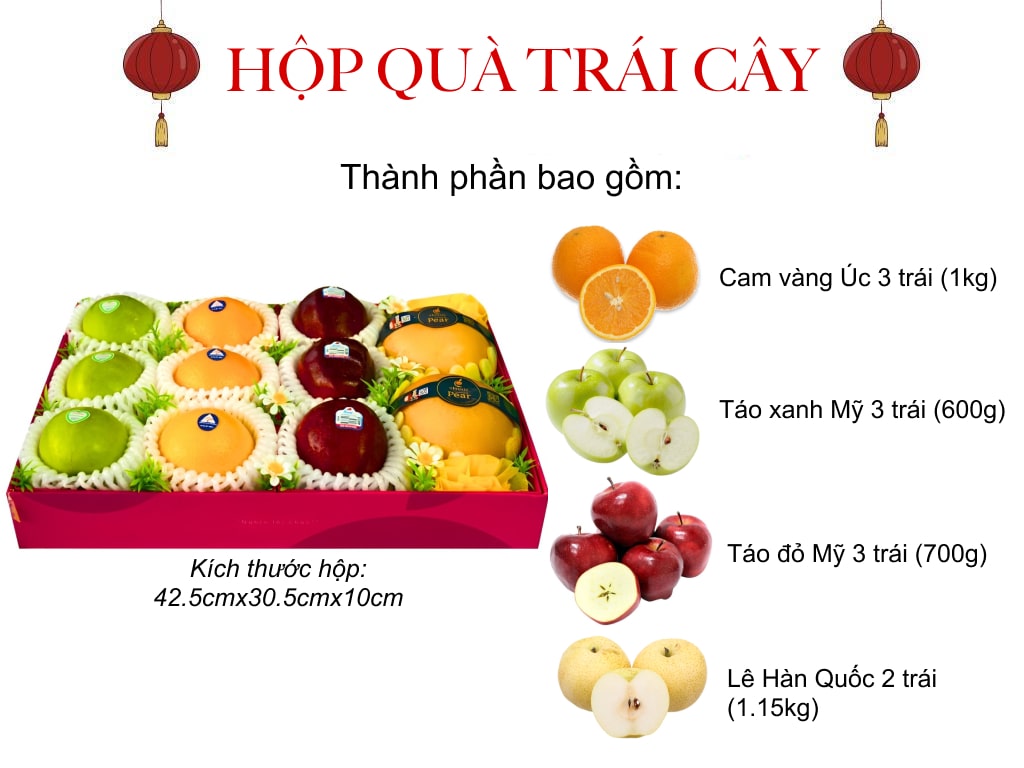 HỘP QUÀ TRÁI CÂY
Thành phần bao gồm:
Cam vàng Úc 3 trái (1kg)
Táo xanh Mỹ 3 trái (600g)
Táo đỏ Mỹ 3 trái (700g)
Lê Hàn Quốc 2 trái
(1.15kg)
Pear
Pear
Kích thước hộp:
42.5cmx30.5cmx10cm